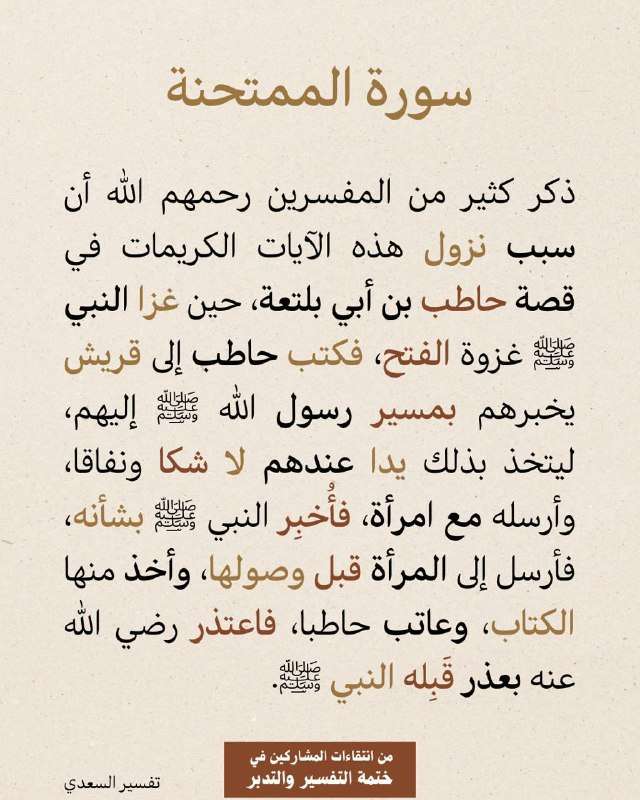 سورة الممتحنة
ذكر كثير من المفسرين رحمهم الله أن
سبب نزول هذه الآيات الكريمات في
قصة حاطب بن أبي بلتعة، حين غزا النبي
ﷺ غزوة الفتح، فكتب حاطب إلى قريش
يخبرهم بمسير رسول الله ﷺ إليهم،
ليتخذ بذلك يدا عندهم لا شكا ونفاقا،
وأرسله مع امرأة، فأُخبِر النبي ﷺ بشأنه،
فأرسل إلى المرأة قبل وصولها، وأخذ منها
الكتاب، وعاتب حاطبا، فاعتذر رضي الله
عنه بعذر قَبِله النبي ﷺ.
من انتقاءات المشاركين في
ختمة التفسير والتدبر
تفسير السعدي